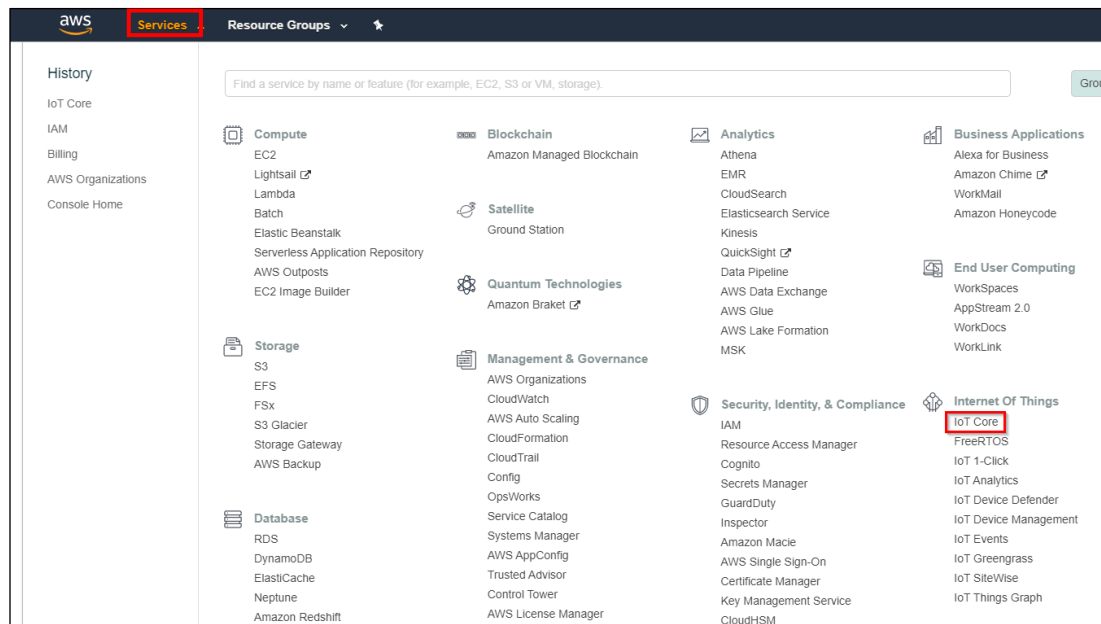 aws
Services
Resource Groups
History
IoT Core
IAM
Billing
AWS Organizations
Console Home
Find a service by name or feature (for example, EC2, S3 or VM, storage).
Compute
EC2
Lightsail
Lambda
Batch
Elastic Beanstalk
Serverless Application Repository
AWS Outposts
EC2 Image Builder
Storage
S3
EFS
FSx
S3 Glacier
Storage Gateway
AWS Backup
Database
RDS
DynamoDB
ElastiCache
Neptune
Amazon Redshift
Blockchain
Amazon Managed Blockchain
Satellite
Ground Station
Quantum Technologies
Amazon Braket
Management & Governance
AWS Organizations
CloudWatch
AWS Auto Scaling
CloudFormation
CloudTrail
Config
OpsWorks
Service Catalog
Systems Manager
AWS AppConfig
Trusted Advisor
Control Tower
AWS License Manager
Analytics
Athena
EMR
CloudSearch
Elasticsearch Service
Kinesis
QuickSight
Data Pipeline
AWS Data Exchange
AWS Glue
AWS Lake Formation
MSK
Security, Identity, & Compliance
IAM
Resource Access Manager
Cognito
Secrets Manager
GuardDuty
Inspector
Amazon Macie
AWS Single Sign-On
Certificate Manager
Key Management Service
CloudHSM
Business Applications
Alexa for Business
Amazon Chime
WorkMail
Amazon Honeycode
End User Computing
WorkSpaces
AppStream 2.0
WorkDocs
WorkLink
Internet Of Things
IoT Core
FreeRTOS
IoT 1-Click
IoT Analytics
IoT Device Defender
IoT Device Management
IoT Events
IoT Greengrass
IoT SiteWise
IoT Things Graph